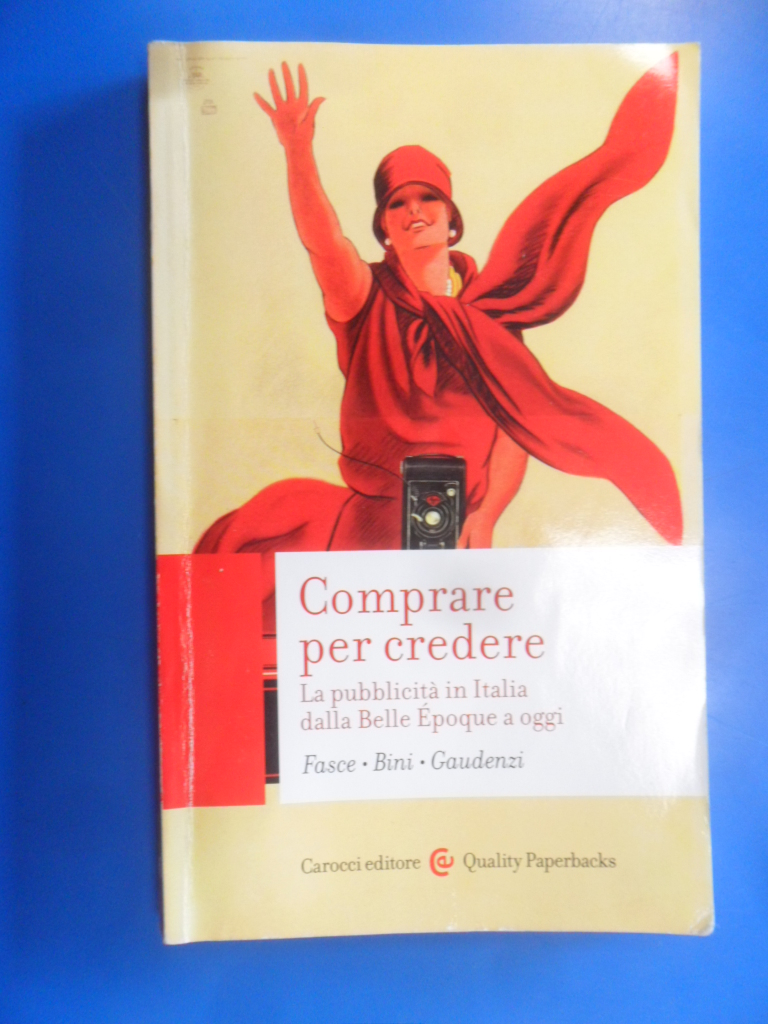 Comprare
per credere
La pubblicità in Italia
dalla Belle Époque a oggi
Fasce • Bini • Gaudenzi
Carocci editore @ Quality Paperbacks